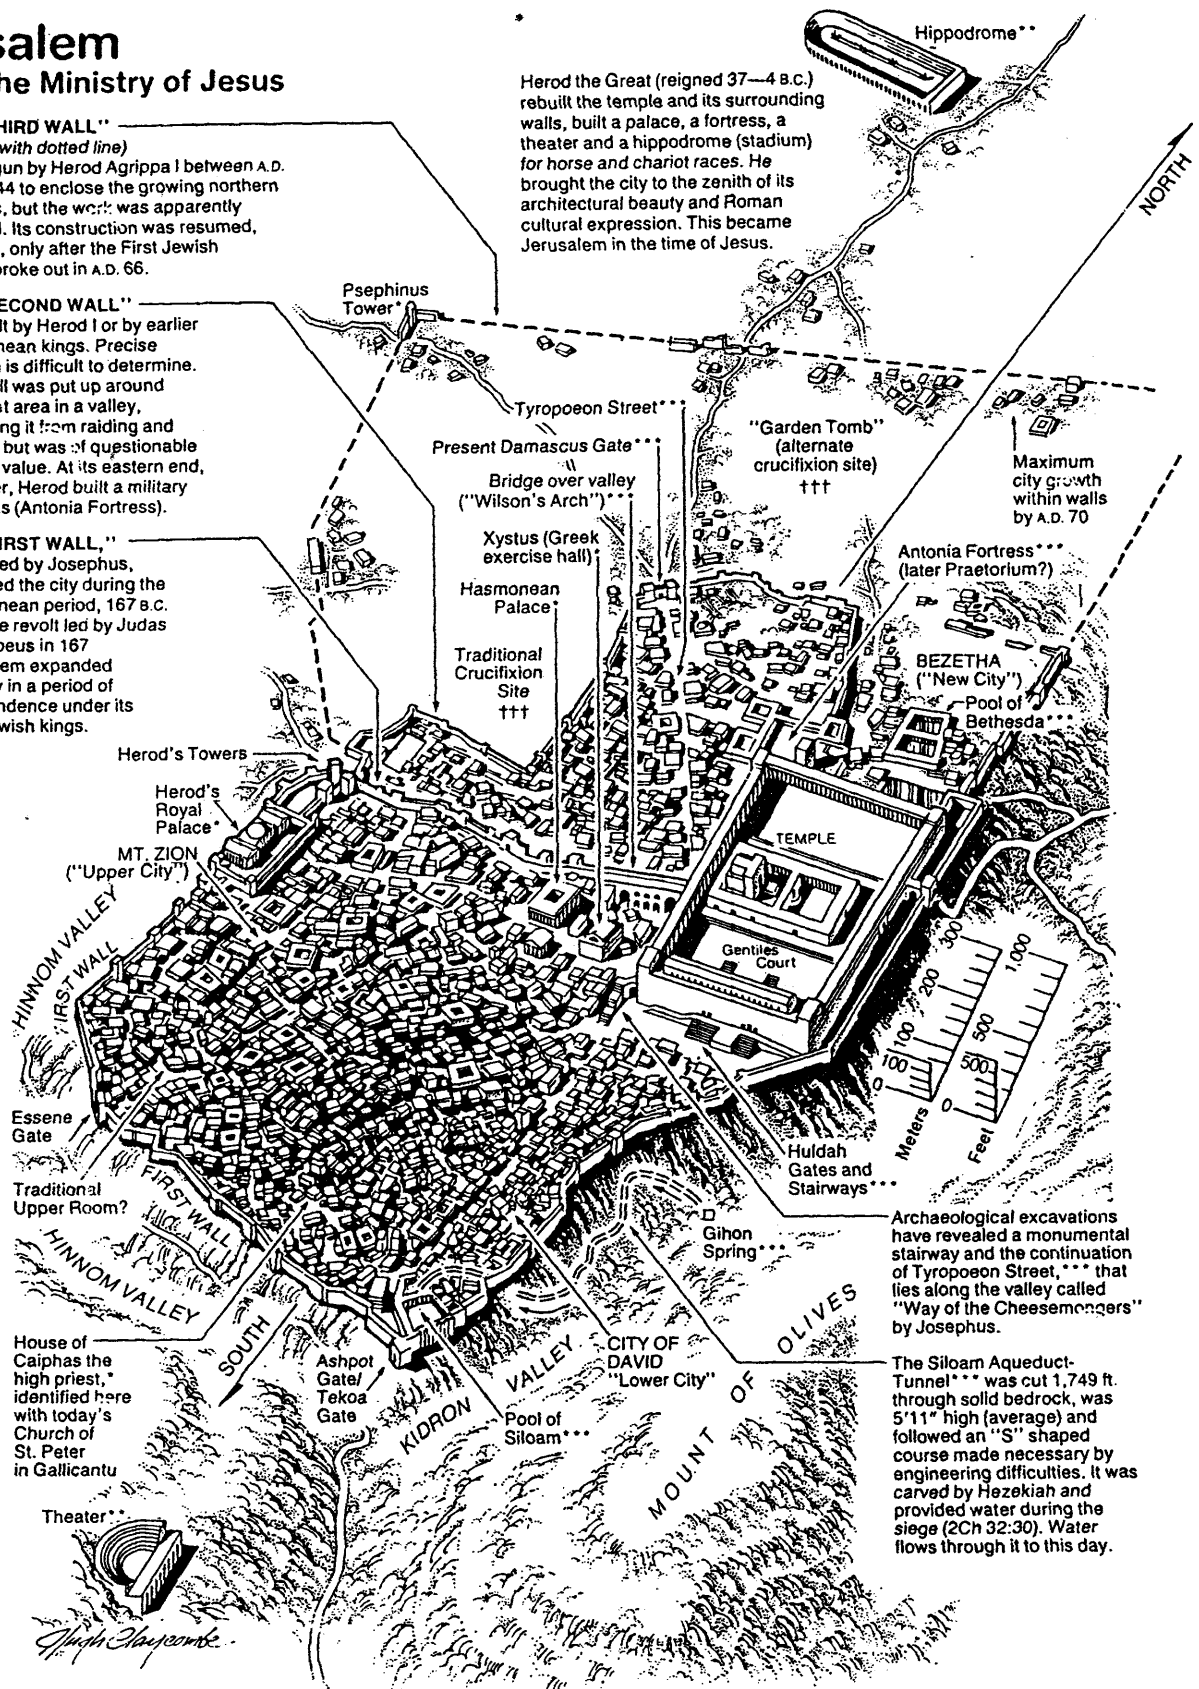 salem
he Ministry of Jesus
HIRD WALL"
with dotted line)
gun by Herod Agrippa I between A.D.
44 to enclose the growing northern
s, but the work was apparently
d. Its construction was resumed,
, only after the First Jewish
broke out in A.D. 66.
ECOND WALL"
lt by Herod I or by earlier
nean kings. Precise
n is difficult to determine.
ll was put up around
st area in a valley,
ng it from raiding and
but was of questionable
value. At its eastern end,
er, Herod built a military
s (Antonia Fortress).
IRST WALL,"
ed by Josephus,
ed the city during the
nean period, 167 B.C.
e revolt led by Judas
beus in 167
em expanded
y in a period of
ndence under its
wish kings.
Herod the Great (reigned 37—4 B.C.)
rebuilt the temple and its surrounding
walls, built a palace, a fortress, a
theater and a hippodrome (stadium)
for horse and chariot races. He
brought the city to the zenith of its
architectural beauty and Roman
cultural expression. This became
Jerusalem in the time of Jesus.
Hippodrome**
NORTH
Psephinus
Tower*
Tyropoeon Street***
Present Damascus Gate***
Bridge over valley
("Wilson's Arch")***
Xystus (Greek
exercise hall)*
Hasmonean
Palace*
Traditional
Crucifixion
Site
†††
"Garden Tomb"
(alternate
crucifixion site)
†††
Maximum
city growth
within walls
by A.D. 70
Antonia Fortress***
(later Praetorium?)
BEZETHA
("New City")
Pool of
Bethesda***
Herod's Towers
Herod's
Royal
Palace*
MT. ZION
("Upper City")
HINNOM VALLEY
FIRST WALL
TEMPLE
Gentiles
Court
300
200
100
100
0
Meters
1,000
500
500
0
Feet
Essene
Gate
Traditional
Upper Room?
FIRST WALL
HINNOM VALLEY
Huldah
Gates and
Stairways***
Gihon
Spring***
Archaeological excavations
have revealed a monumental
stairway and the continuation
of Tyropoeon Street,*** that
lies along the valley called
"Way of the Cheesemongers"
by Josephus.
House of
Caiphas the
high priest,*
identified here
with today's
Church of
St. Peter
in Gallicantu
SOUTH
Ashpot
Gate/
Tekoa
Gate
KIDRON VALLEY
Pool of
Siloam***
CITY OF
DAVID
"Lower City"
MOUNT OF OLIVES
The Siloam Aqueduct-
Tunnel*** was cut 1,749 ft.
through solid bedrock, was
5'11" high (average) and
followed an "S" shaped
course made necessary by
engineering difficulties. It was
carved by Hezekiah and
provided water during the
siege (2Ch 32:30). Water
flows through it to this day.
Theater**
Hugh Claycombe